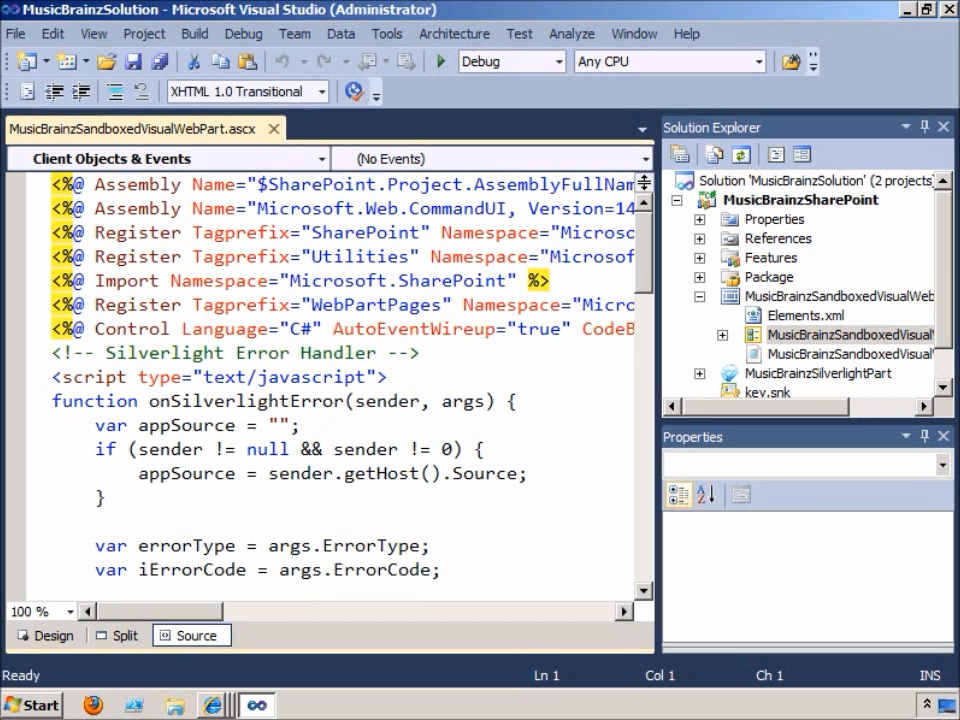 MusicBrainzSolution - Microsoft Visual Studio (Administrator)
File Edit View Project Build Debug Team Data Tools Architecture Test Analyze Window Help
Debug Any CPU
XHTML 1.0 Transitional
MusicBrainzSandboxedVisualWebPart.ascx
Client Objects & Events (No Events)
<%@ Assembly Name="$SharePoint.Project.AssemblyFullNam
<%@ Assembly Name="Microsoft.Web.CommandUI, Version=14
<%@ Register Tagprefix="SharePoint" Namespace="Microso
<%@ Register Tagprefix="Utilities" Namespace="Microsof
<%@ Import Namespace="Microsoft.SharePoint" %>
<%@ Register Tagprefix="WebPartPages" Namespace="Micro
<%@ Control Language="C#" AutoEventWireup="true" CodeB
<!-- Silverlight Error Handler -->
<script type="text/javascript">
function onSilverlightError(sender, args) {
var appSource = "";
if (sender != null && sender != 0) {
appSource = sender.getHost().Source;
}
var errorType = args.ErrorType;
var iErrorCode = args.ErrorCode;
100 %
Design Split Source
Solution Explorer
Solution 'MusicBrainzSolution' (2 projects)
MusicBrainzSharePoint
Properties
References
Features
Package
MusicBrainzSandboxedVisualWeb
Elements.xml
MusicBrainzSandboxedVisual
MusicBrainzSandboxedVisual
MusicBrainzSilverlightPart
key.snk
Properties
Ready Ln 1 Col 1 Ch 1 INS
Start